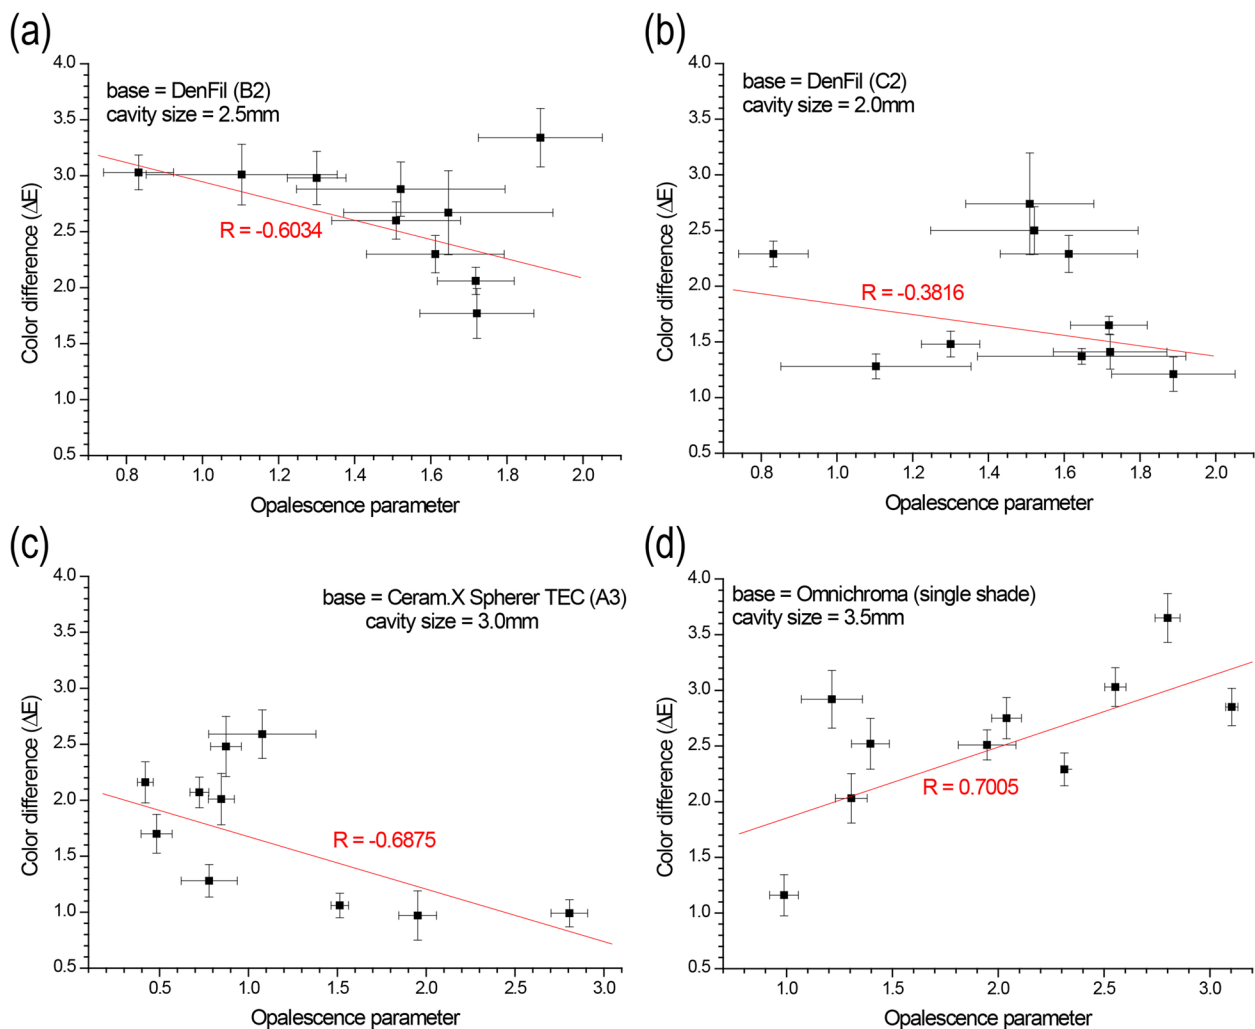 (a)
4.0
3.5
3.0
2.5
2.0
1.5
1.0
0.5
Color difference (ΔE)
base = DenFil (B2)
cavity size = 2.5mm
R = -0.6034
0.8 1.0 1.2 1.4 1.6 1.8 2.0
Opalescence parameter
(b)
4.0
3.5
3.0
2.5
2.0
1.5
1.0
0.5
Color difference (ΔE)
base = DenFil (C2)
cavity size = 2.0mm
R = -0.3816
0.8 1.0 1.2 1.4 1.6 1.8 2.0
Opalescence parameter
(c)
4.0
3.5
3.0
2.5
2.0
1.5
1.0
0.5
Color difference (ΔE)
base = Ceram.X Spherer TEC (A3)
cavity size = 3.0mm
R = -0.6875
0.5 1.0 1.5 2.0 2.5 3.0
Opalescence parameter
(d)
4.0
3.5
3.0
2.5
2.0
1.5
1.0
0.5
Color difference (ΔE)
base = Omnichroma (single shade)
cavity size = 3.5mm
R = 0.7005
1.0 1.5 2.0 2.5 3.0
Opalescence parameter